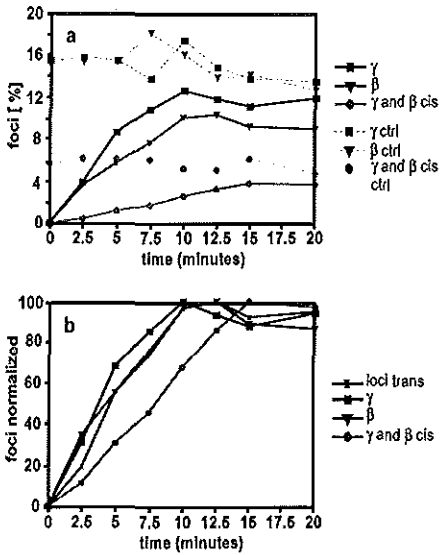 a
foci [ %]
20
16
12
8
4
0
0 2.5 5 7.5 10 12.5 15 17.5 20
time (minutes)
γ
β
γ and β cis
γ ctrl
β ctrl
γ and β cis
ctrl
b
foci normalized
100
80
60
40
20
0
0 2.5 5 7.5 10 12.5 15 17.5 20
time (minutes)
loci trans
γ
β
γ and β cis